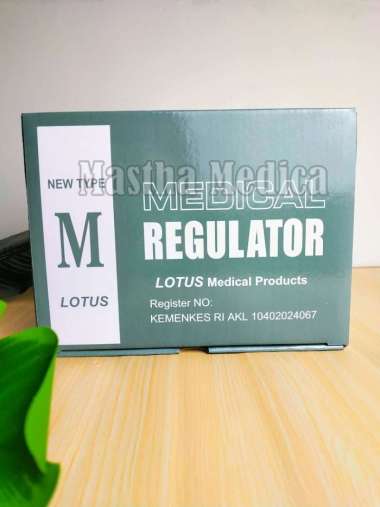 Mastha Medica
NEW TYPE
M
LOTUS
MEDICAL
REGULATOR
LOTUS Medical Products
Register NO:
KEMENKES RI AKL 10402024067